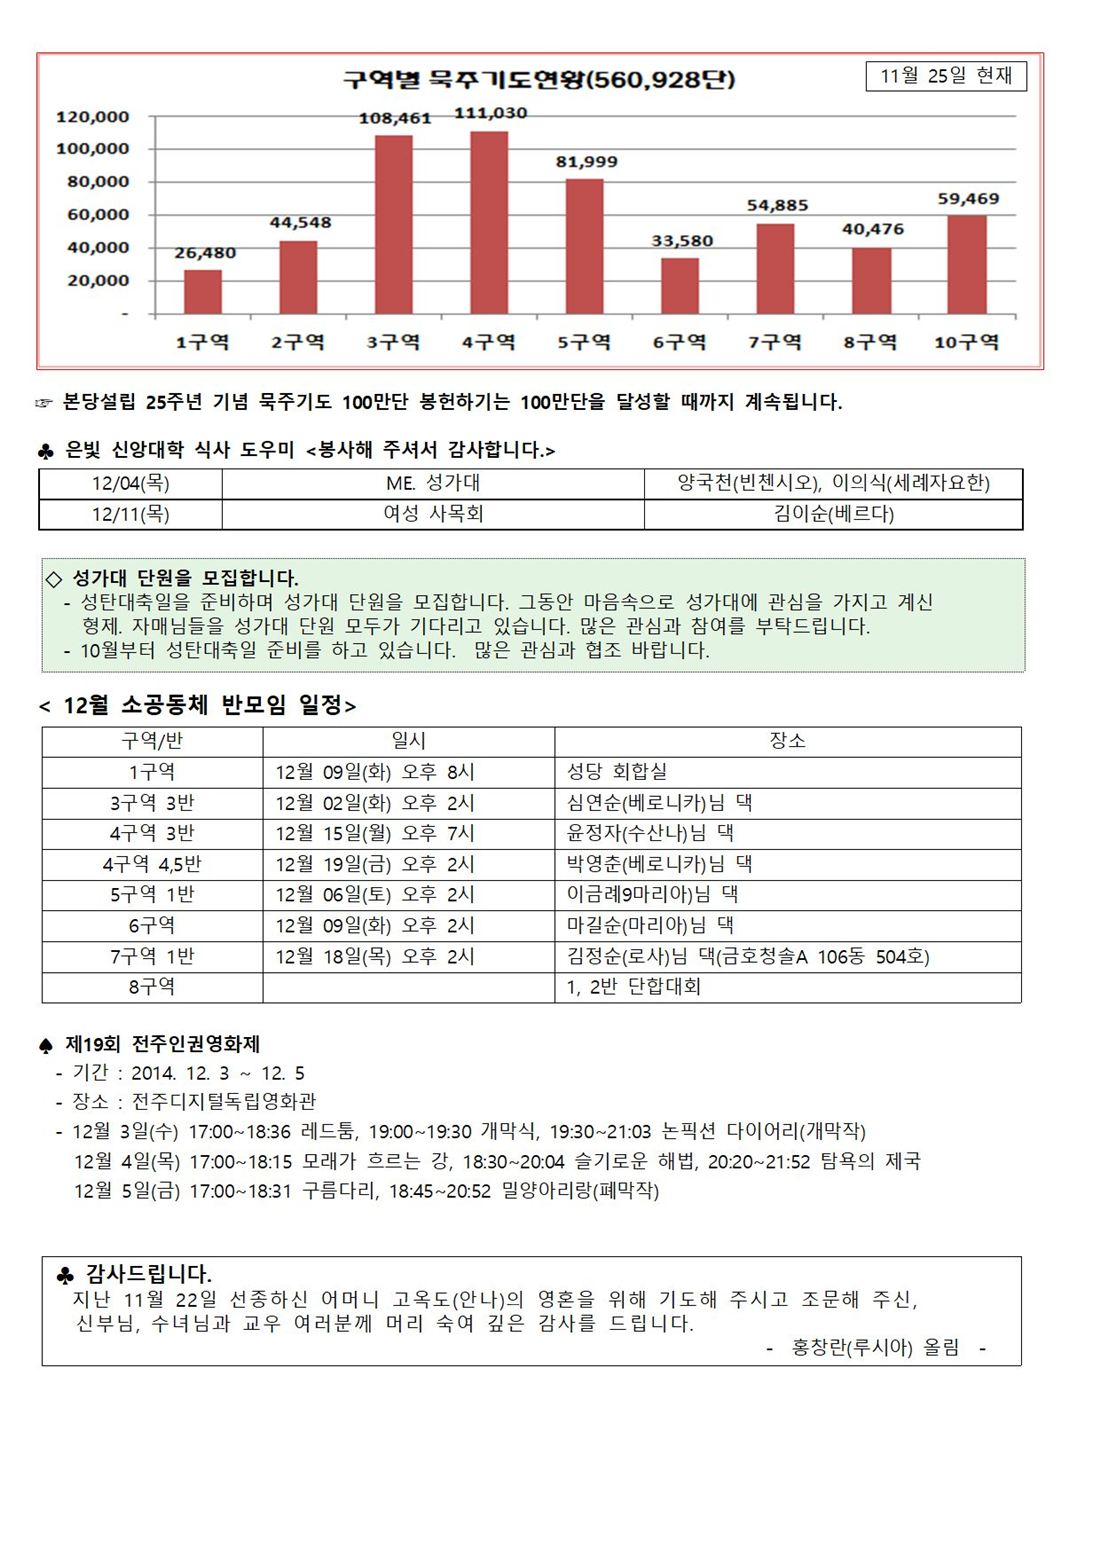 구역별 묵주기도현황(560,928단)
11월 25일 현재
120,000
100,000
80,000
60,000
40,000
20,000
-
26,480
44,548
108,461
111,030
81,999
33,580
54,885
40,476
59,469
1구역 2구역 3구역 4구역 5구역 6구역 7구역 8구역 10구역
☞ 본당설립 25주년 기념 묵주기도 100만단 봉헌하기는 100만단을 달성할 때까지 계속됩니다.
♣ 은빛 신앙대학 식사 도우미 <봉사해 주셔서 감사합니다.>
12/04(목) ME. 성가대 양국천(빈첸시오), 이의식(세례자요한)
12/11(목) 여성 사목회 김이순(베르다)
◇ 성가대 단원을 모집합니다.
- 성탄대축일을 준비하며 성가대 단원을 모집합니다. 그동안 마음속으로 성가대에 관심을 가지고 계신
형제. 자매님들을 성가대 단원 모두가 기다리고 있습니다. 많은 관심과 참여를 부탁드립니다.
- 10월부터 성탄대축일 준비를 하고 있습니다. 많은 관심과 협조 바랍니다.
< 12월 소공동체 반모임 일정>
구역/반 일시 장소
1구역 12월 09일(화) 오후 8시 성당 회합실
3구역 3반 12월 02일(화) 오후 2시 심연순(베로니카)님 댁
4구역 3반 12월 15일(월) 오후 7시 윤정자(수산나)님 댁
4구역 4,5반 12월 19일(금) 오후 2시 박영춘(베로니카)님 댁
5구역 1반 12월 06일(토) 오후 2시 이금례9마리아)님 댁
6구역 12월 09일(화) 오후 2시 마길순(마리아)님 댁
7구역 1반 12월 18일(목) 오후 2시 김정순(로사)님 댁(금호청솔A 106동 504호)
8구역 1, 2반 단합대회
♠ 제19회 전주인권영화제
- 기간 : 2014. 12. 3 ~ 12. 5
- 장소 : 전주디지털독립영화관
- 12월 3일(수) 17:00~18:36 레드툼, 19:00~19:30 개막식, 19:30~21:03 논픽션 다이어리(개막작)
12월 4일(목) 17:00~18:15 모래가 흐르는 강, 18:30~20:04 슬기로운 해법, 20:20~21:52 탐욕의 제국
12월 5일(금) 17:00~18:31 구름다리, 18:45~20:52 밀양아리랑(폐막작)
♣ 감사드립니다.
지난 11월 22일 선종하신 어머니 고옥도(안나)의 영혼을 위해 기도해 주시고 조문해 주신,
신부님, 수녀님과 교우 여러분께 머리 숙여 깊은 감사를 드립니다.
- 홍창란(루시아) 올림 -